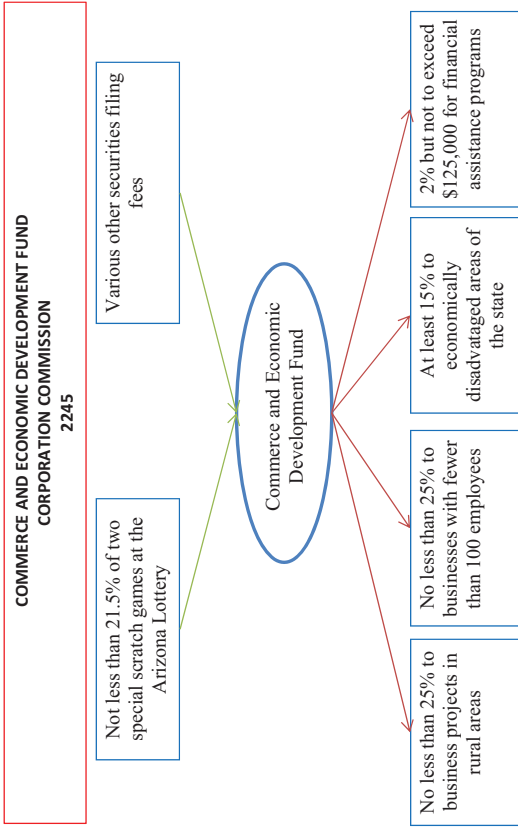 COMMERCE AND ECONOMIC DEVELOPMENT FUND
CORPORATION COMMISSION
2245
Not less than 21.5% of two
special scratch games at the
Arizona Lottery
Various other securities filing
fees
Commerce and Economic
Development Fund
No less than 25% to
business projects in
rural areas
No less than 25% to
businesses with fewer
than 100 employees
At least 15% to
economically
disadvataged areas of
the state
2% but not to exceed
$125,000 for financial
assistance programs